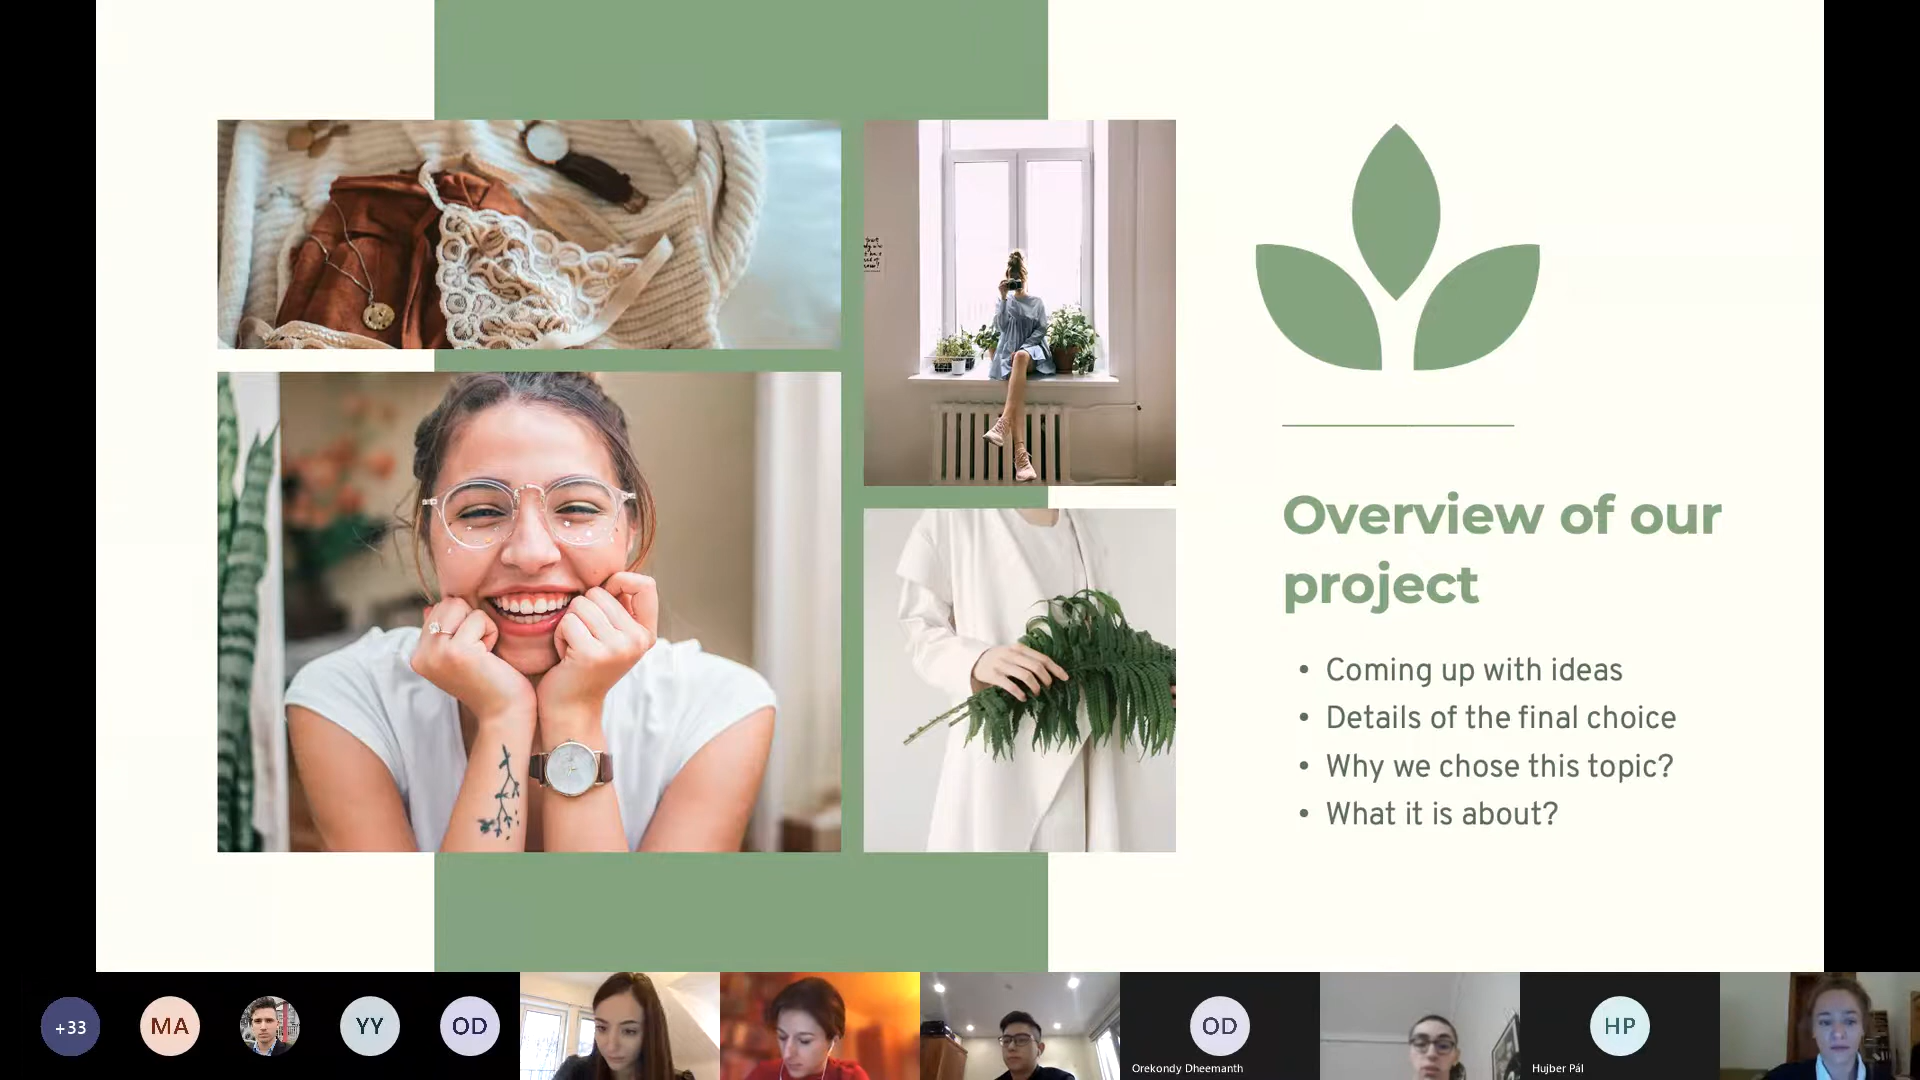 Overview of our
project
• Coming up with ideas
• Details of the final choice
• Why we chose this topic?
• What it is about?
+33
MA
YY
OD
OD
Orekondy Dheemanth
HP
Hujber Pál